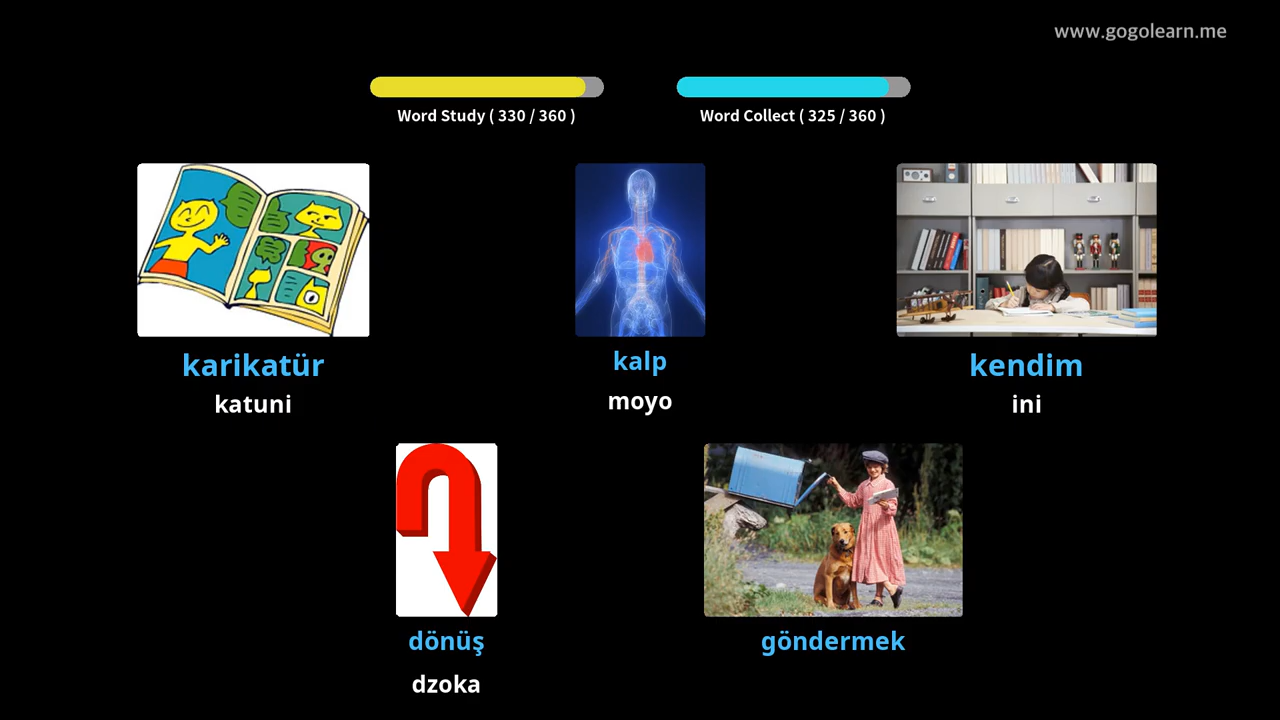 www.gogolearn.me
Word Study ( 330 / 360 )
Word Collect ( 325 / 360 )
karikatür
katuni
kalp
moyo
kendim
ini
dönüş
dzoka
göndermek